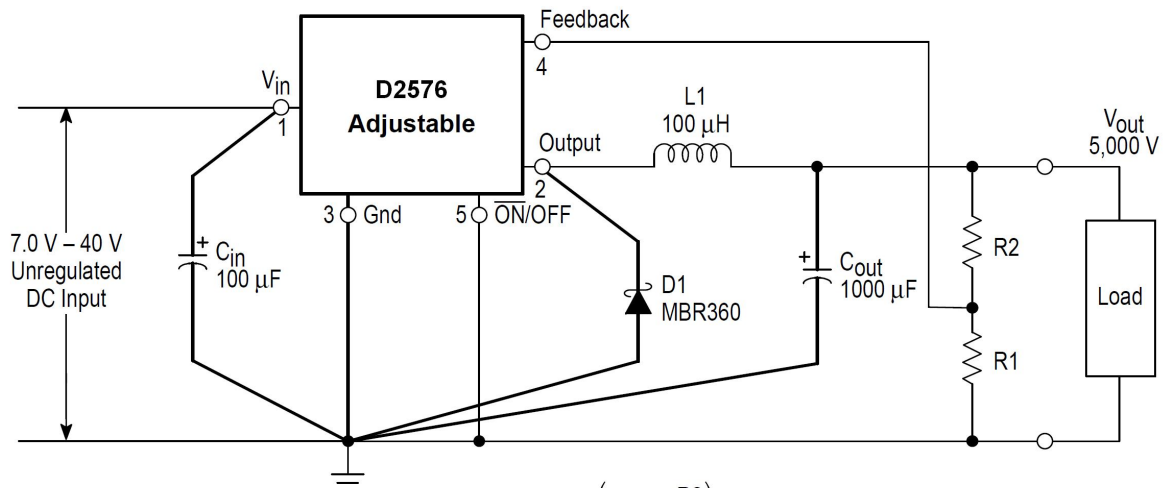 Feedback
4
D2576
Adjustable
Vin
1
L1
100 μH
Output
2
Vout
5,000 V
3 Gnd
5 ON/OFF
7.0 V – 40 V
Unregulated
DC Input
+
Cin
100 μF
D1
MBR360
+
Cout
1000 μF
R2
Load
R1